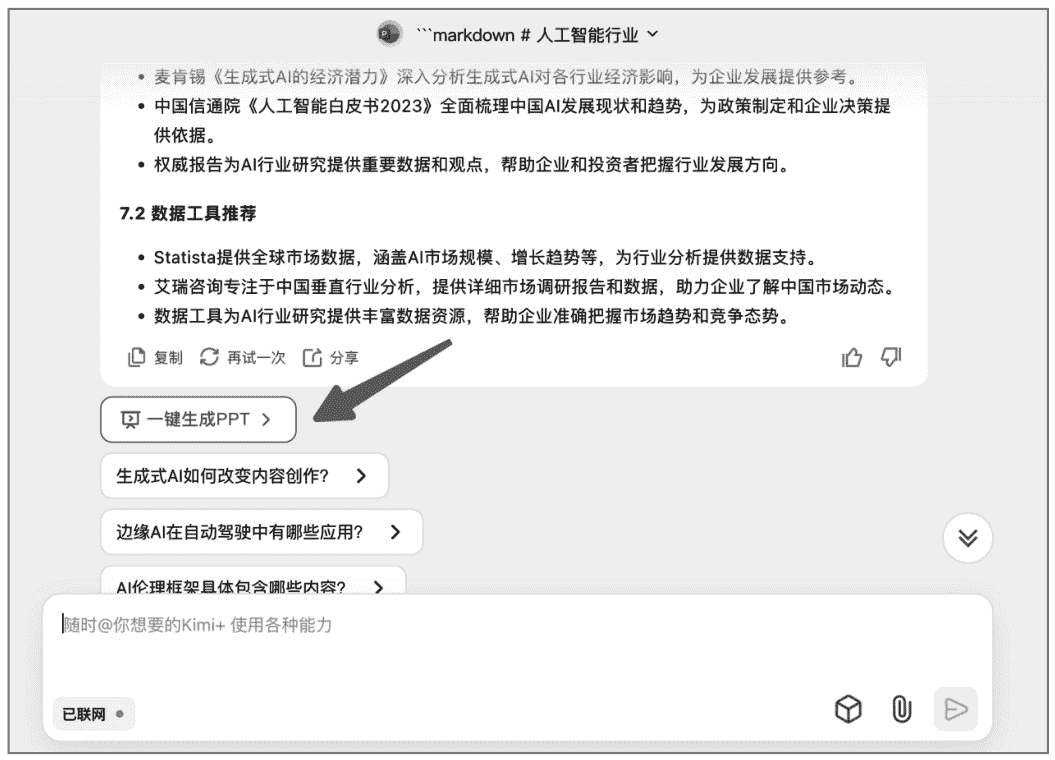 ```markdown # 人工智能行业
• 麦肯锡《生成式AI的经济潜力》深入分析生成式AI对各行业经济影响，为企业发展提供参考。
• 中国信通院《人工智能白皮书2023》全面梳理中国AI发展现状和趋势，为政策制定和企业决策提
供依据。
• 权威报告为AI行业研究提供重要数据和观点，帮助企业和投资者把握行业发展方向。
7.2 数据工具推荐
• Statista提供全球市场数据，涵盖AI市场规模、增长趋势等，为行业分析提供数据支持。
• 艾瑞咨询专注于中国垂直行业分析，提供详细市场调研报告和数据，助力企业了解中国市场动态。
• 数据工具为AI行业研究提供丰富数据资源，帮助企业准确把握市场趋势和竞争态势。
复制 再试一次 分享
一键生成PPT
生成式AI如何改变内容创作?
边缘AI在自动驾驶中有哪些应用?
AI伦理框架具体包含哪些内容?
随时@你想要的Kimi+ 使用各种能力
已联网